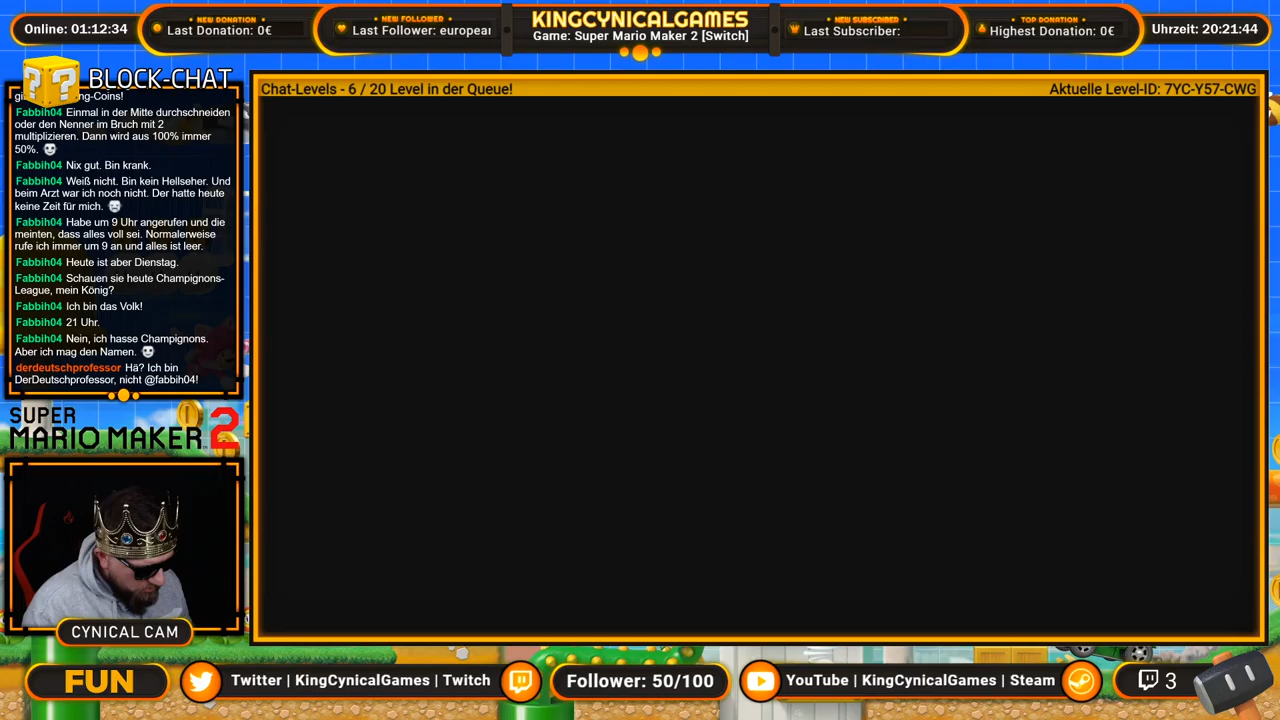 Online: 01:12:34
NEW DONATION
Last Donation: 0€
NEW FOLLOWER
Last Follower: europear
KINGCYNICALGAMES
Game: Super Mario Maker 2 [Switch]
NEW SUBSCRIBER
Last Subscriber:
TOP DONATION
Highest Donation: 0€
Uhrzeit: 20:21:44
BLOCK-CHAT
ng-Coins!
Fabbih04 Einmal in der Mitte durchschneiden
oder den Nenner im Bruch mit 2
multiplizieren. Dann wird aus 100% immer
50%.
Fabbih04 Nix gut. Bin krank.
Fabbih04 Weiß nicht. Bin kein Hellseher. Und
beim Arzt war ich noch nicht. Der hatte heute
keine Zeit für mich.
Fabbih04 Habe um 9 Uhr angerufen und die
meinten, dass alles voll sei. Normalerweise
rufe ich immer um 9 an und alles ist leer.
Fabbih04 Heute ist aber Dienstag.
Fabbih04 Schauen sie heute Champignons-
League, mein König?
Fabbih04 Ich bin das Volk!
Fabbih04 21 Uhr.
Fabbih04 Nein, ich hasse Champignons.
Aber ich mag den Namen.
derdeutschprofessor Hä? Ich bin
DerDeutschprofessor, nicht @fabbih04!
Chat-Levels - 6 / 20 Level in der Queue!
Aktuelle Level-ID: 7YC-Y57-CWG
SUPER
MARIO MAKER 2
CYNICAL CAM
FUN
Twitter | KingCynicalGames | Twitch
Follower: 50/100
YouTube | KingCynicalGames | Steam
3